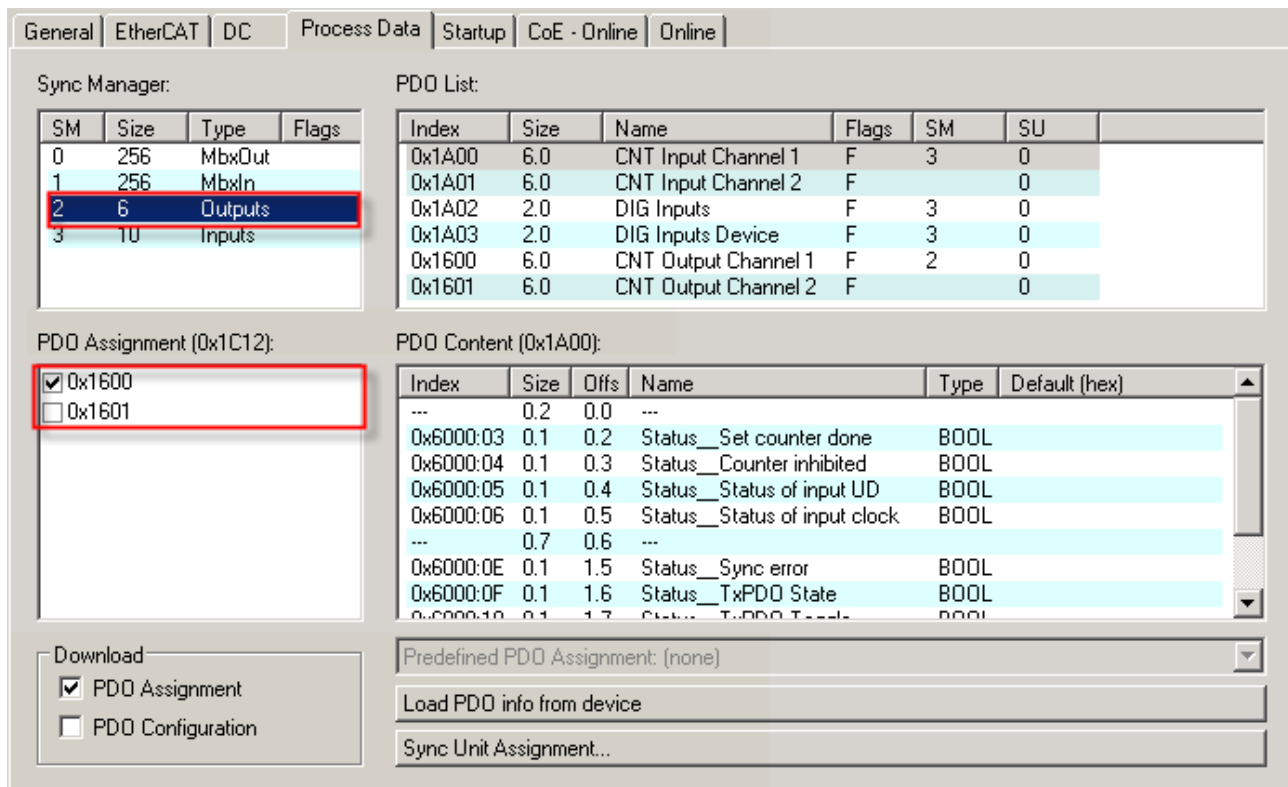 General EtherCAT DC Process Data Startup CoE - Online Online
Sync Manager:
SM Size Type Flags
0 256 MbxOut
1 256 MbxIn
2 6 Outputs
3 10 Inputs
PDO List:
Index Size Name Flags SM SU
0x1A00 6.0 CNT Input Channel 1 F 3 0
0x1A01 6.0 CNT Input Channel 2 F 0
0x1A02 2.0 DIG Inputs F 3 0
0x1A03 2.0 DIG Inputs Device F 3 0
0x1600 6.0 CNT Output Channel 1 F 2 0
0x1601 6.0 CNT Output Channel 2 F 0
PDO Assignment (0x1C12):
0x1600
0x1601
PDO Content (0x1A00):
Index Size Offs Name Type Default (hex)
--- 0.2 0.0 ---
0x6000:03 0.1 0.2 Status__Set counter done BOOL
0x6000:04 0.1 0.3 Status__Counter inhibited BOOL
0x6000:05 0.1 0.4 Status__Status of input UD BOOL
0x6000:06 0.1 0.5 Status__Status of input clock BOOL
--- 0.7 0.6 ---
0x6000:0E 0.1 1.5 Status__Sync error BOOL
0x6000:0F 0.1 1.6 Status__TxPDO State BOOL
0x6000:10 0.1 1.7 Status__TxPDO Toggle BOOL
Download
PDO Assignment
PDO Configuration
Predefined PDO Assignment: (none)
Load PDO info from device
Sync Unit Assignment...